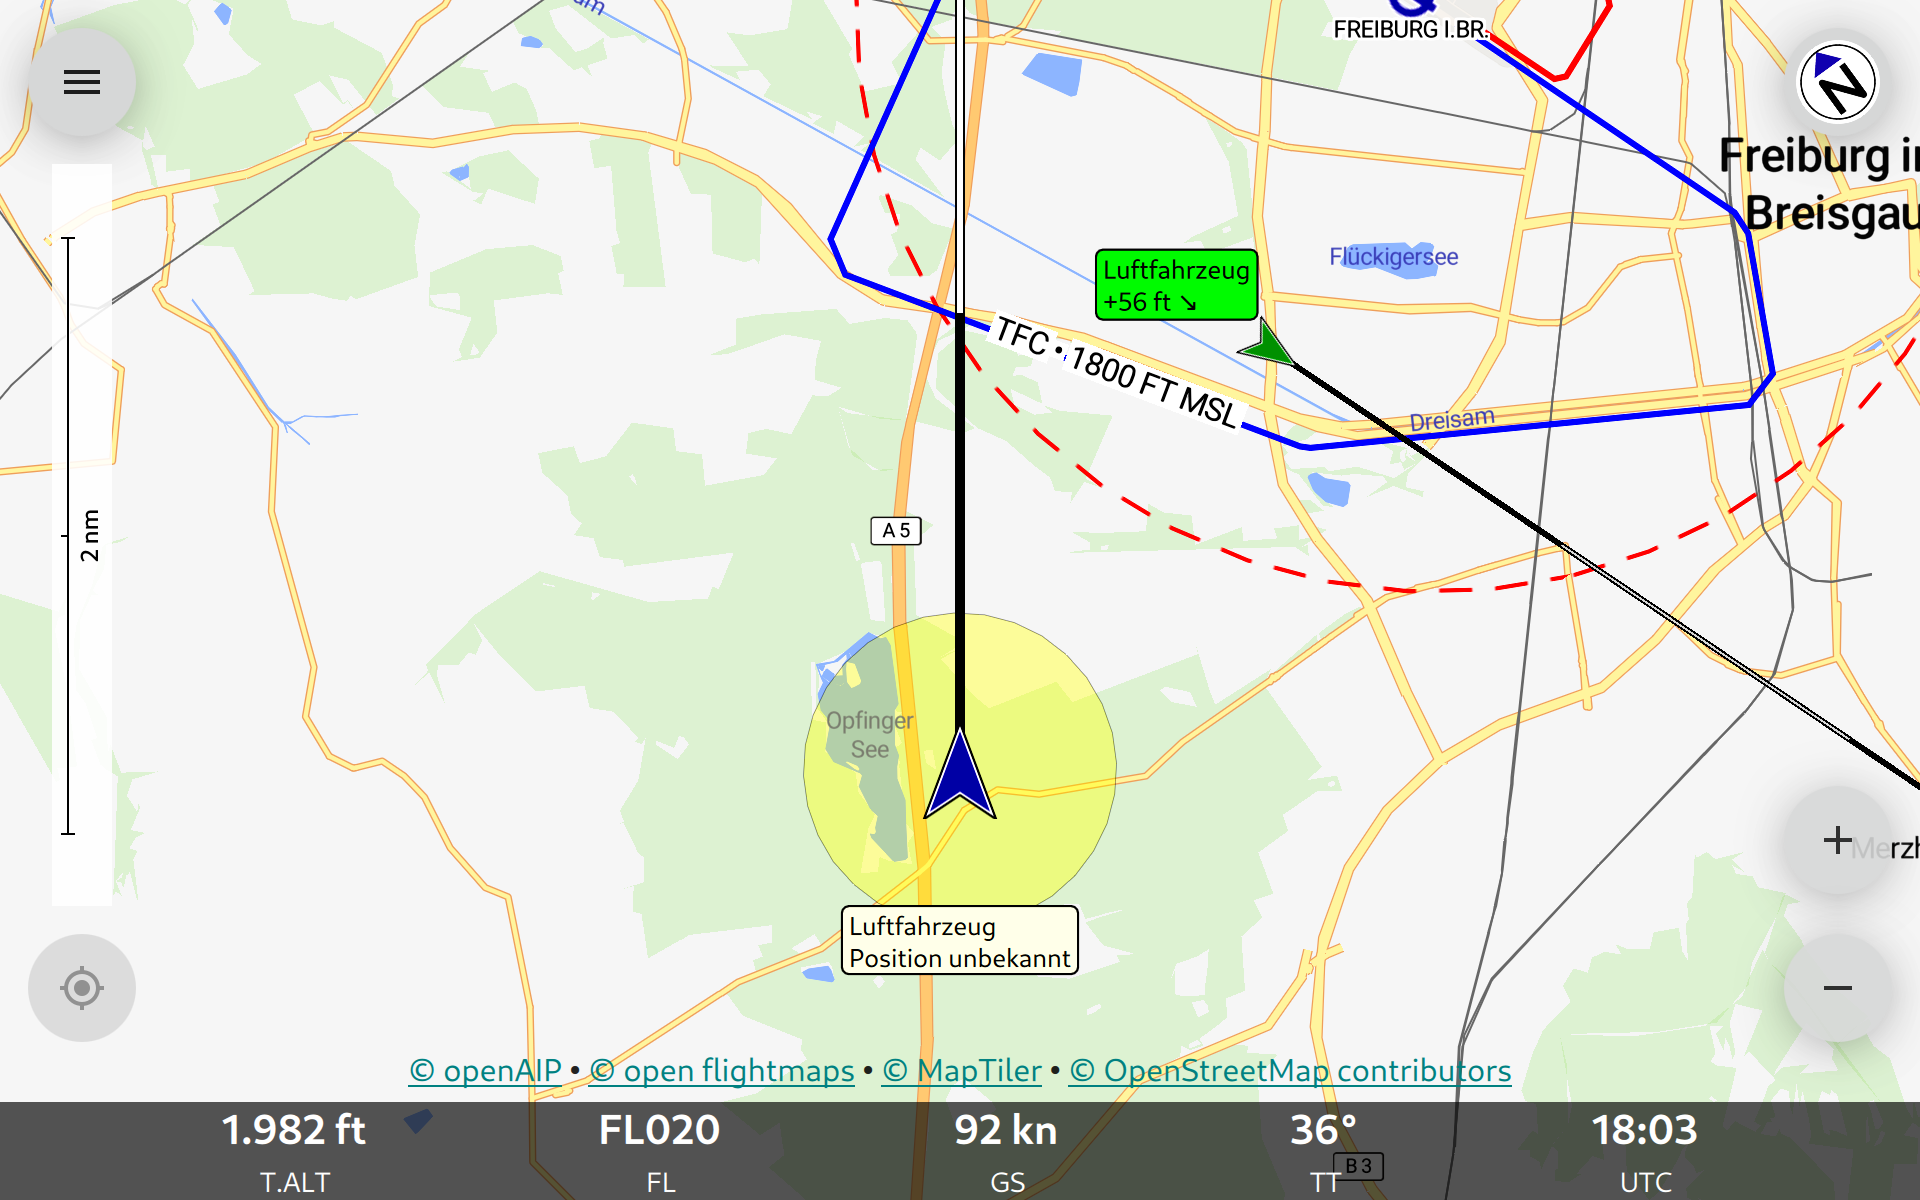 FREIBURG I.BR.
N
Freiburg i
Breisgau
Luftfahrzeug
+56 ft ↘
Flückigersee
TFC • 1800 FT MSL
Dreisam
2 nm
A 5
Opfinger
See
Luftfahrzeug
Position unbekannt
© openAIP • © open flightmaps • © MapTiler • © OpenStreetMap contributors
1.982 ft FL020 92 kn 36° 18:03
T.ALT FL GS TT UTC
B 3